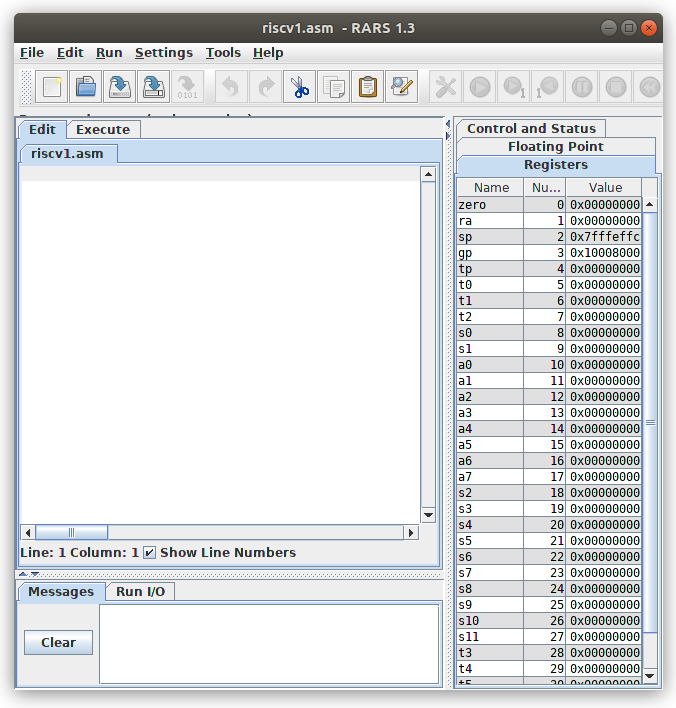 riscv1.asm - RARS 1.3
File Edit Run Settings Tools Help
Edit Execute
riscv1.asm
Line: 1 Column: 1 Show Line Numbers
Messages Run I/O
Clear
Control and Status
Floating Point
Registers
Name Nu... Value
zero 0 0x00000000
ra 1 0x00000000
sp 2 0x7fffeffc
gp 3 0x10008000
tp 4 0x00000000
t0 5 0x00000000
t1 6 0x00000000
t2 7 0x00000000
s0 8 0x00000000
s1 9 0x00000000
a0 10 0x00000000
a1 11 0x00000000
a2 12 0x00000000
a3 13 0x00000000
a4 14 0x00000000
a5 15 0x00000000
a6 16 0x00000000
a7 17 0x00000000
s2 18 0x00000000
s3 19 0x00000000
s4 20 0x00000000
s5 21 0x00000000
s6 22 0x00000000
s7 23 0x00000000
s8 24 0x00000000
s9 25 0x00000000
s10 26 0x00000000
s11 27 0x00000000
t3 28 0x00000000
t4 29 0x00000000